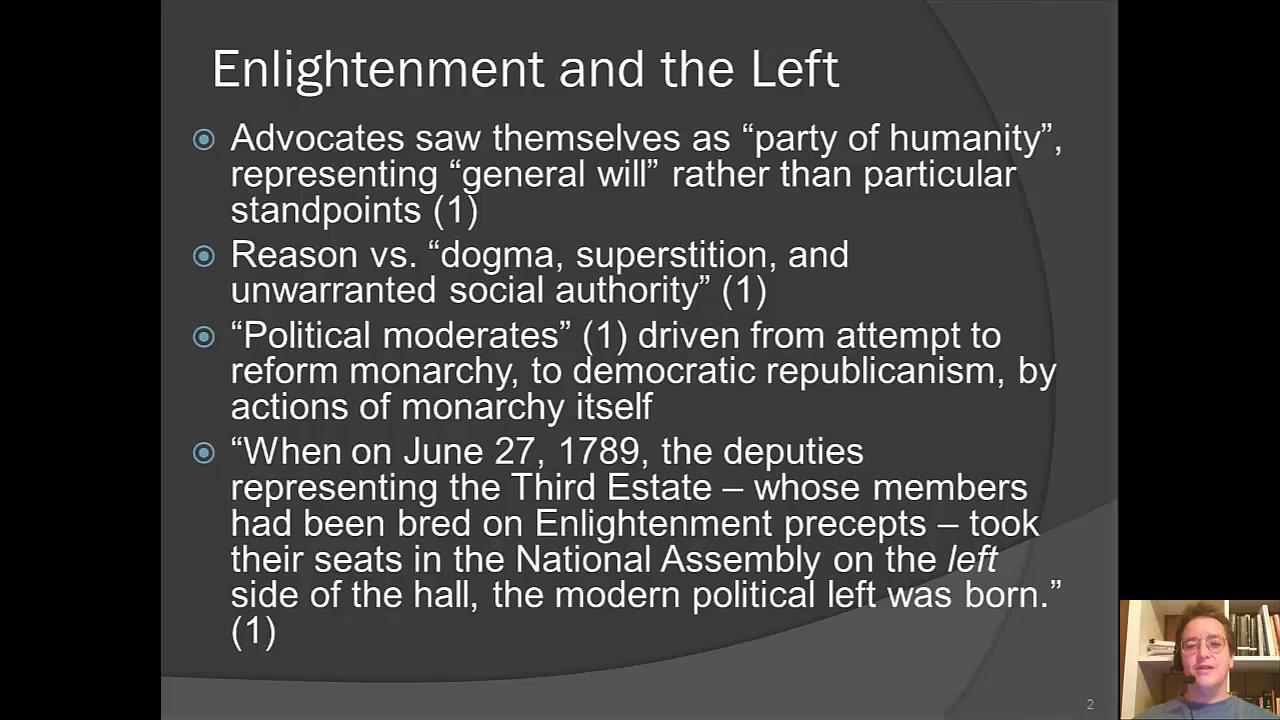 Enlightenment and the Left
Advocates saw themselves as “party of humanity”,
representing “general will” rather than particular
standpoints (1)
Reason vs. “dogma, superstition, and
unwarranted social authority” (1)
“Political moderates” (1) driven from attempt to
reform monarchy, to democratic republicanism, by
actions of monarchy itself
“When on June 27, 1789, the deputies
representing the Third Estate – whose members
had been bred on Enlightenment precepts – took
their seats in the National Assembly on the left
side of the hall, the modern political left was born.”
(1)
2